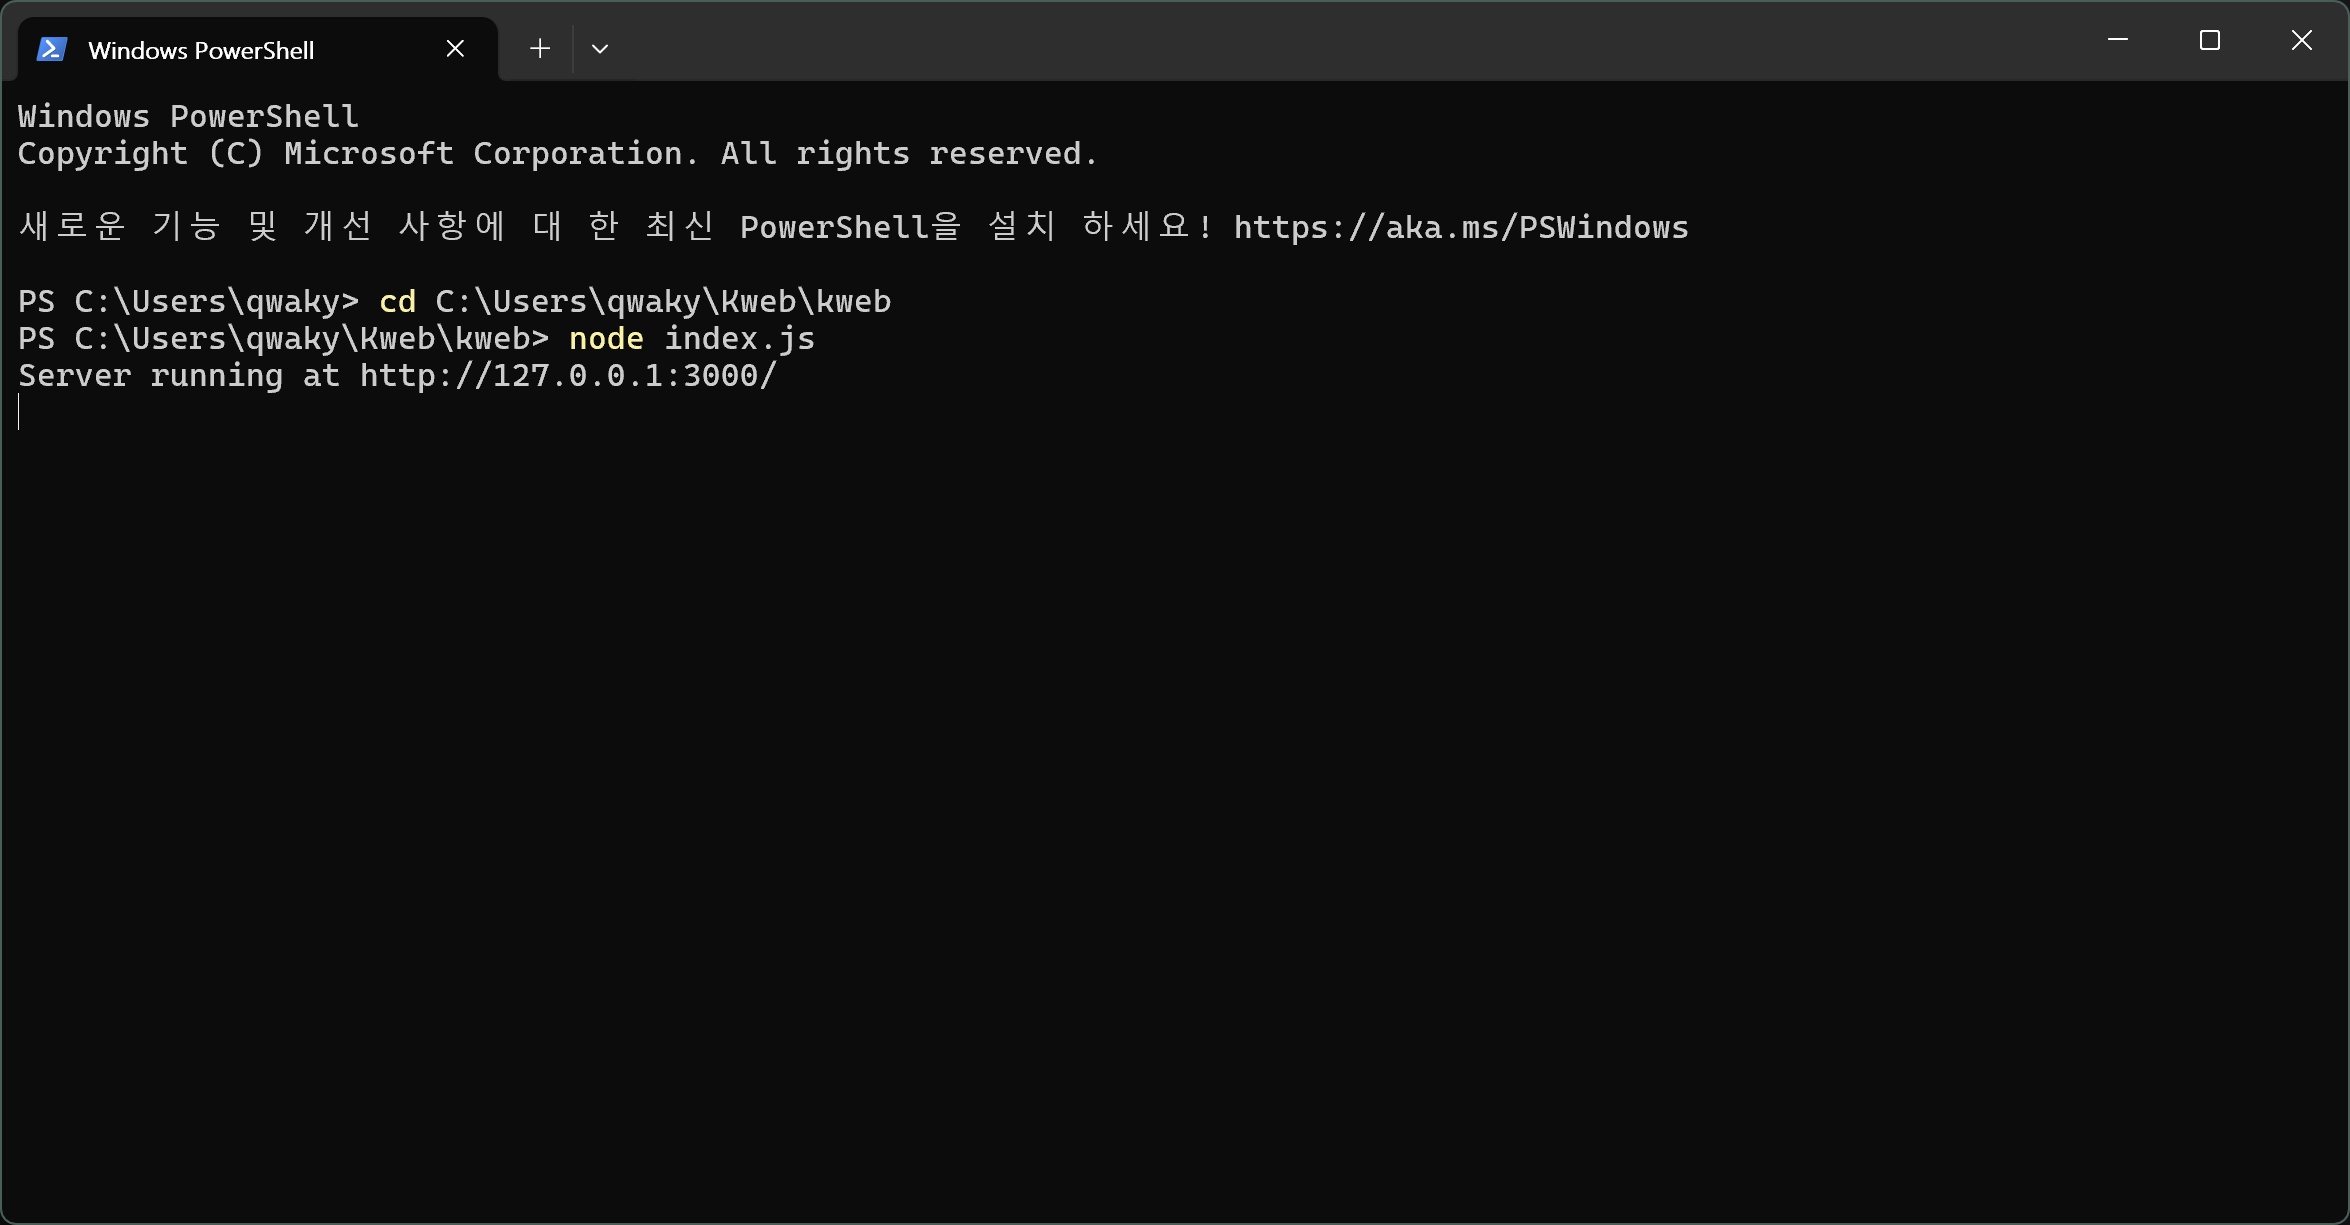 Windows PowerShell
Windows PowerShell
Copyright (C) Microsoft Corporation. All rights reserved.
새로운 기능 및 개선 사항에 대 한 최신 PowerShell을 설치 하세요! https://aka.ms/PSWindows
PS C:\Users\qwaky> cd C:\Users\qwaky\Kweb\kweb
PS C:\Users\qwaky\Kweb\kweb> node index.js
Server running at http://127.0.0.1:3000/